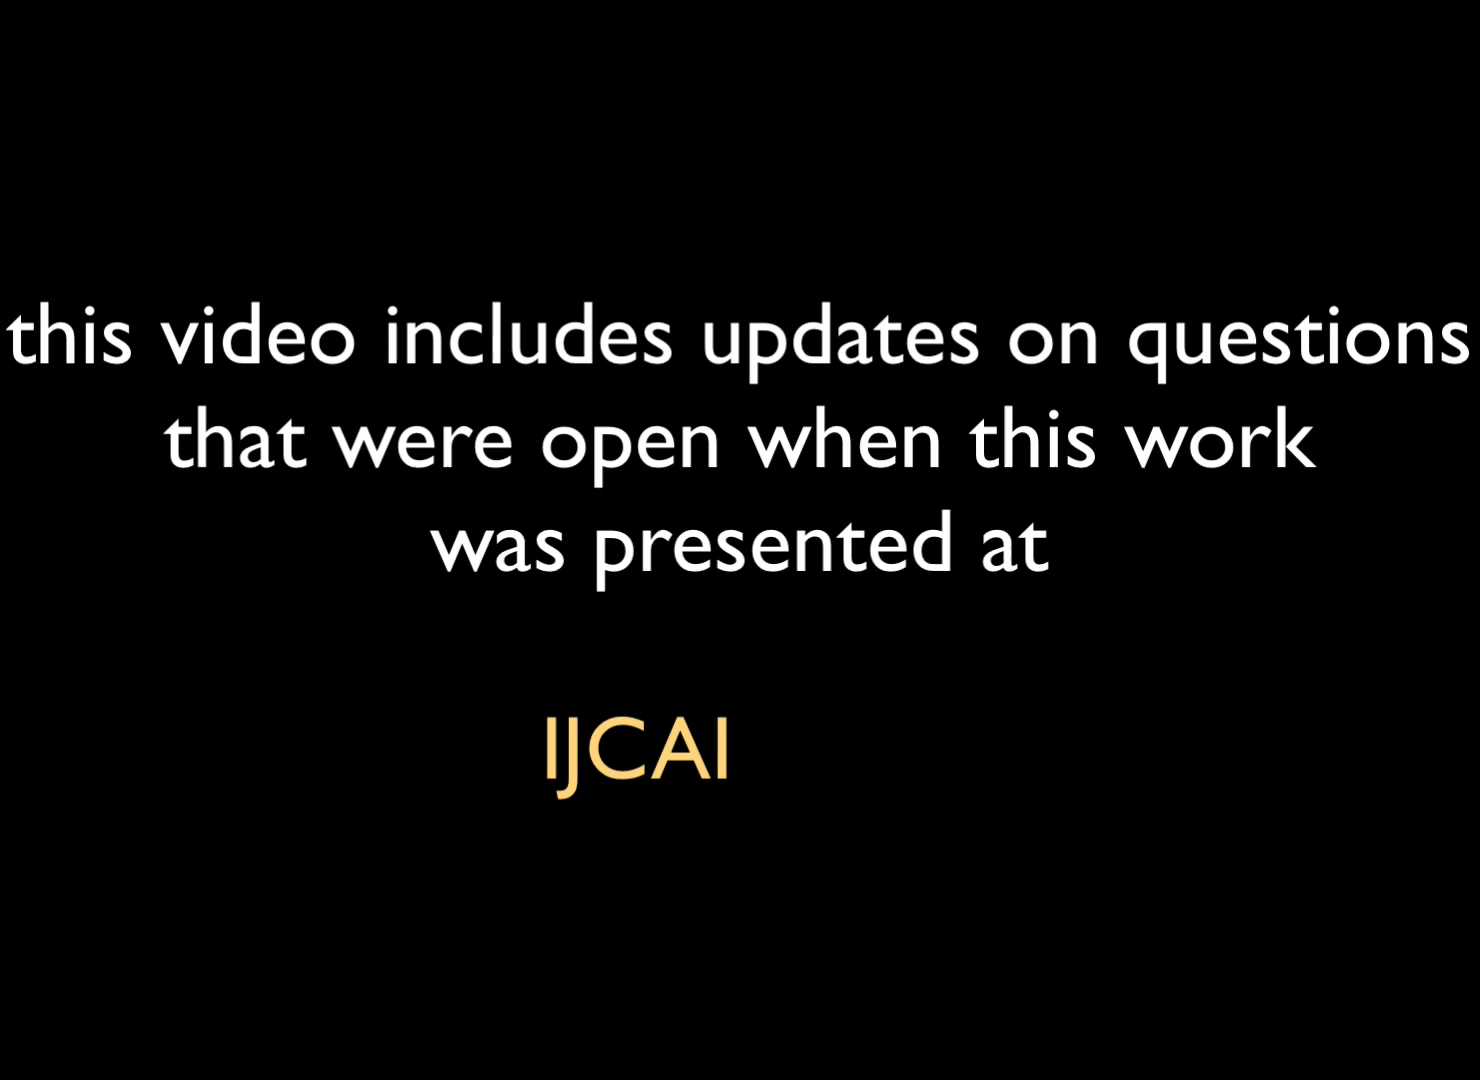 this video includes updates on questions
that were open when this work
was presented at
IJCAI